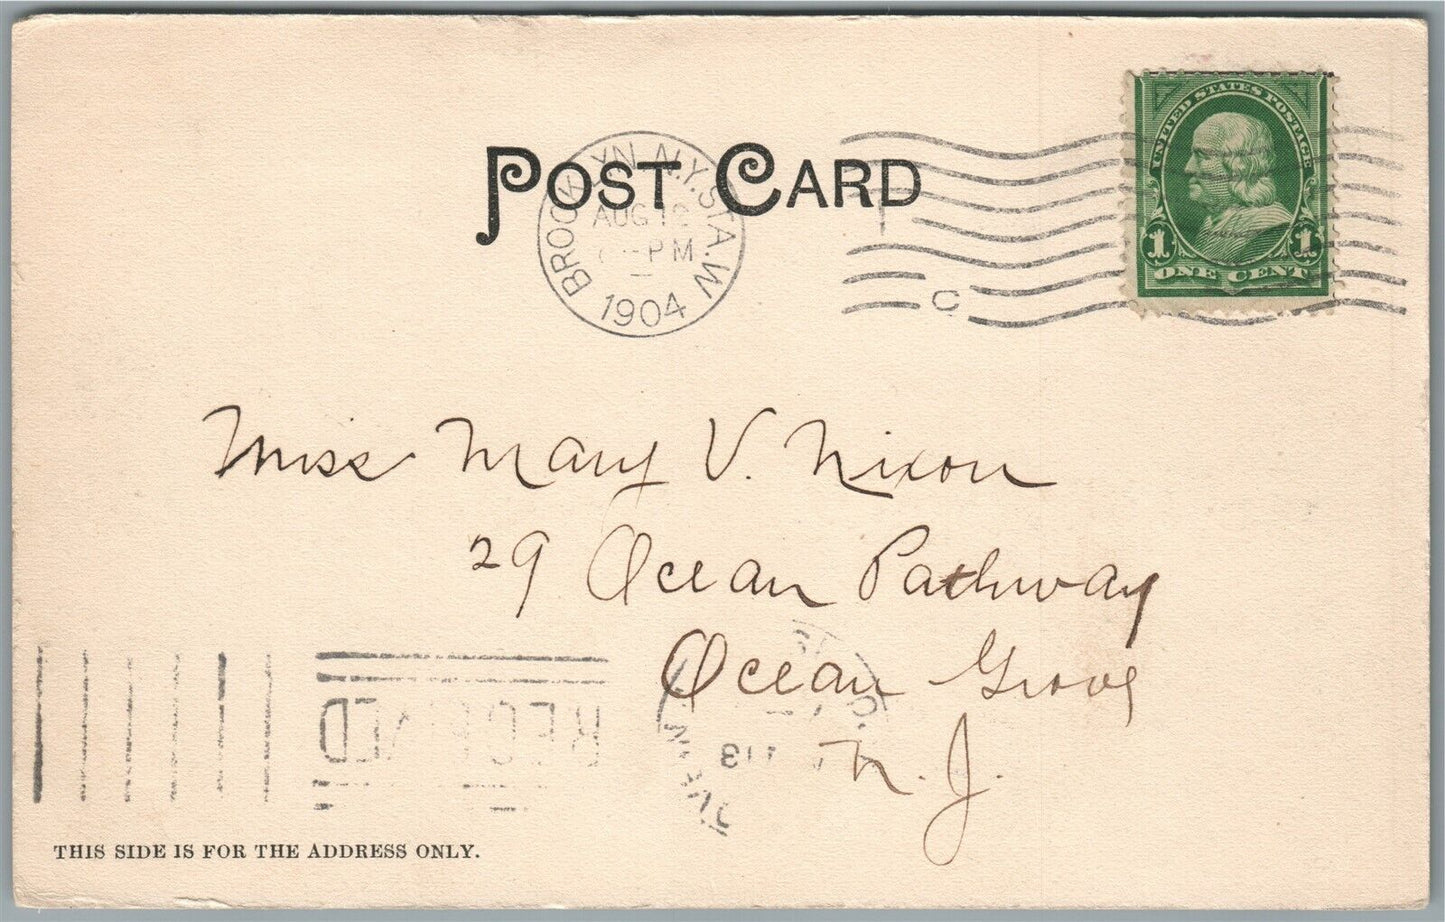 POST CARD
BROOKLYN N.Y. STA. W
AUG 12
PM
1904
C
UNITED STATES POSTAGE
1 1
ONE CENT
Miss Mary V. Nixon
29 Ocean Pathway
Ocean Grove
N. J.
RECEIVED
THIS SIDE IS FOR THE ADDRESS ONLY.